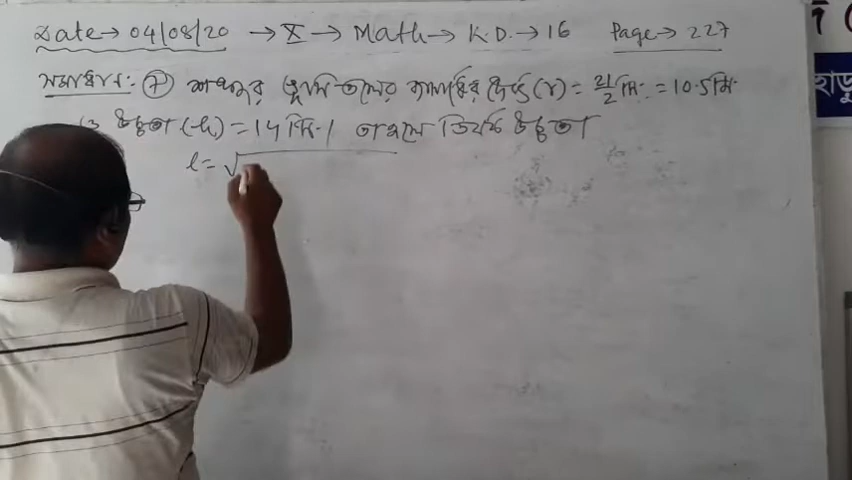 Date→ 04/08/20 → X → Math → K.D. → 16 Page → 227
সমাধান: ⑦ শঙ্কুর ভূমিতলের ব্যাসার্ধের দৈর্ঘ্য (r) = 21/2 মি. = 10.5 মি.
ও উচ্চতা (h) = 14 মি.। তাহলে তির্যক উচ্চতা
l = √